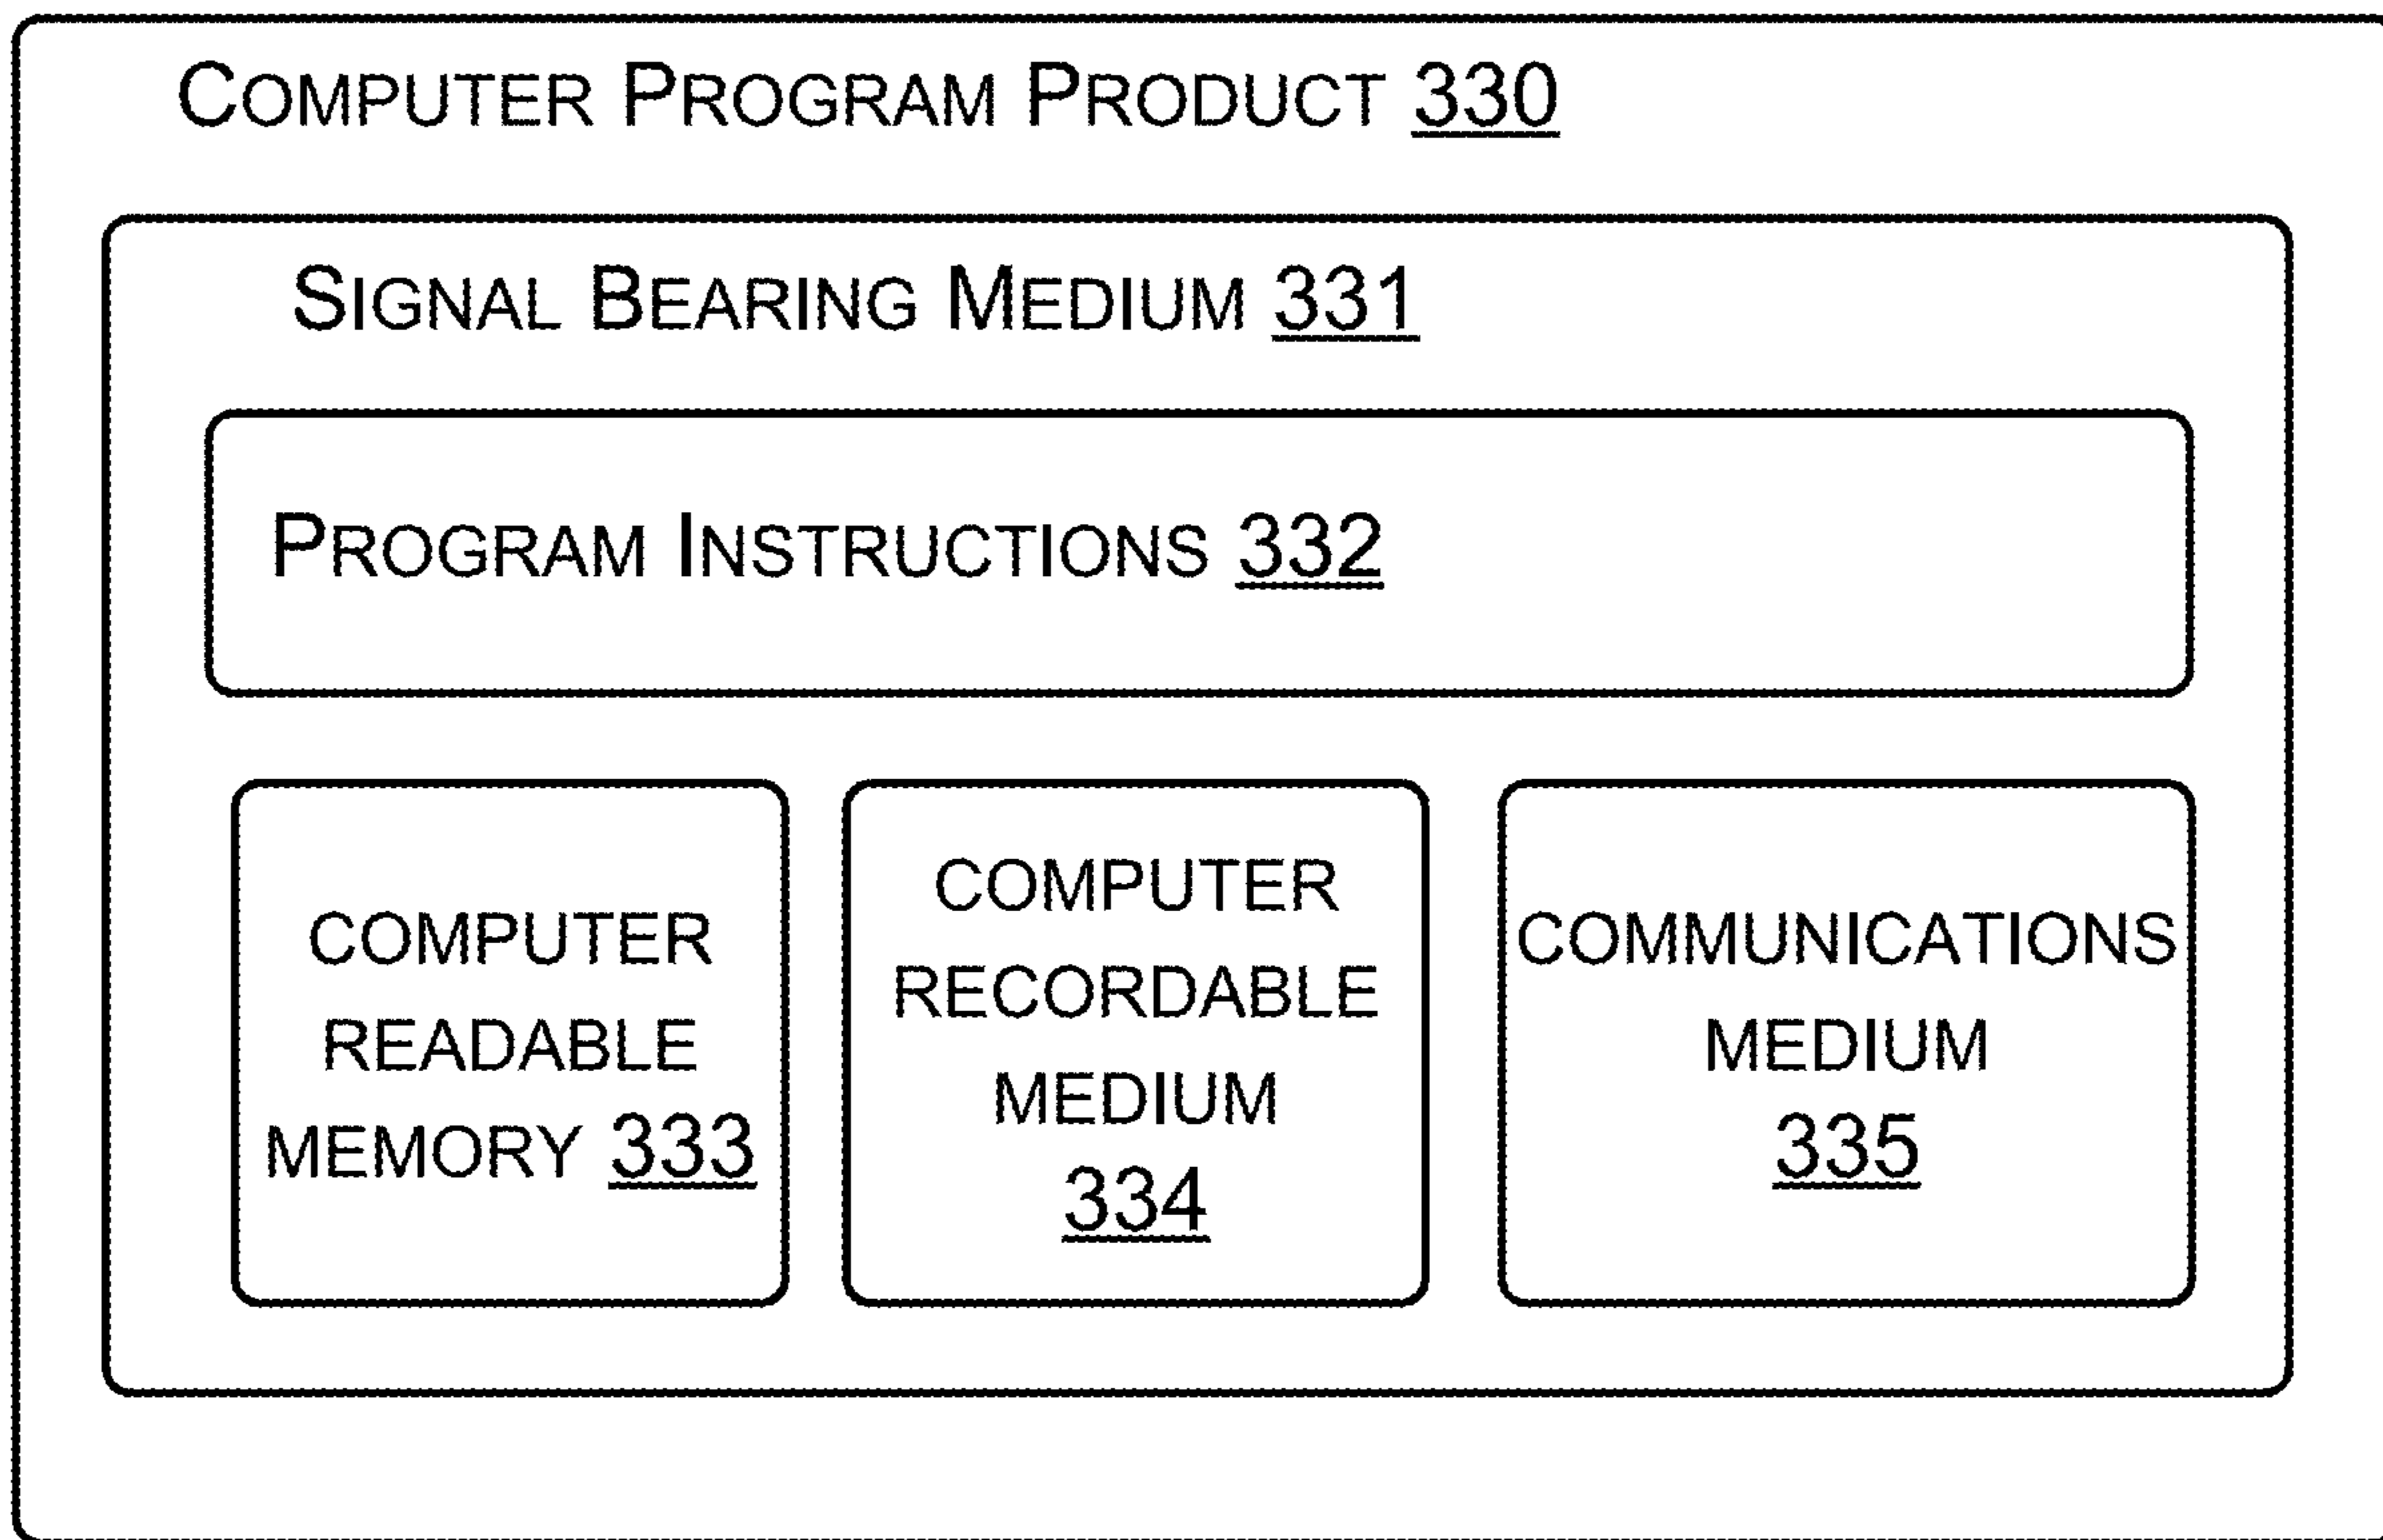 COMPUTER PROGRAM PRODUCT 330
SIGNAL BEARING MEDIUM 331
PROGRAM INSTRUCTIONS 332
COMPUTER
READABLE
MEMORY 333
COMPUTER
RECORDABLE
MEDIUM
334
COMMUNICATIONS
MEDIUM
335